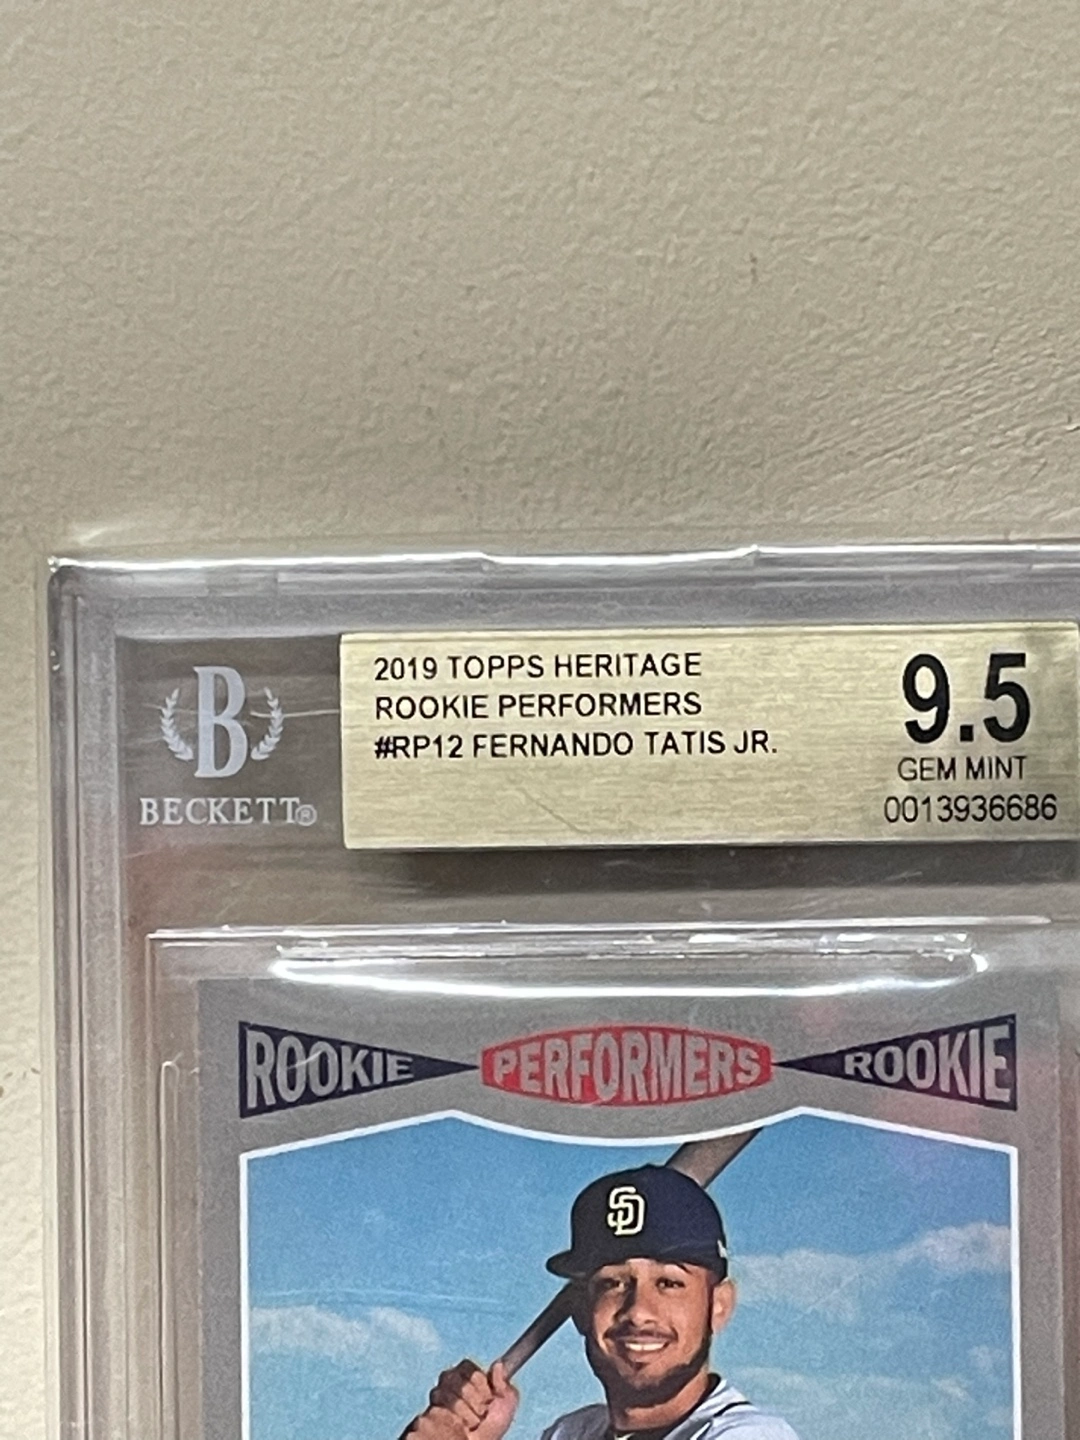 B
BECKETT®
2019 TOPPS HERITAGE
ROOKIE PERFORMERS
#RP12 FERNANDO TATIS JR.
9.5
GEM MINT
0013936686
ROOKIE PERFORMERS ROOKIE
SD